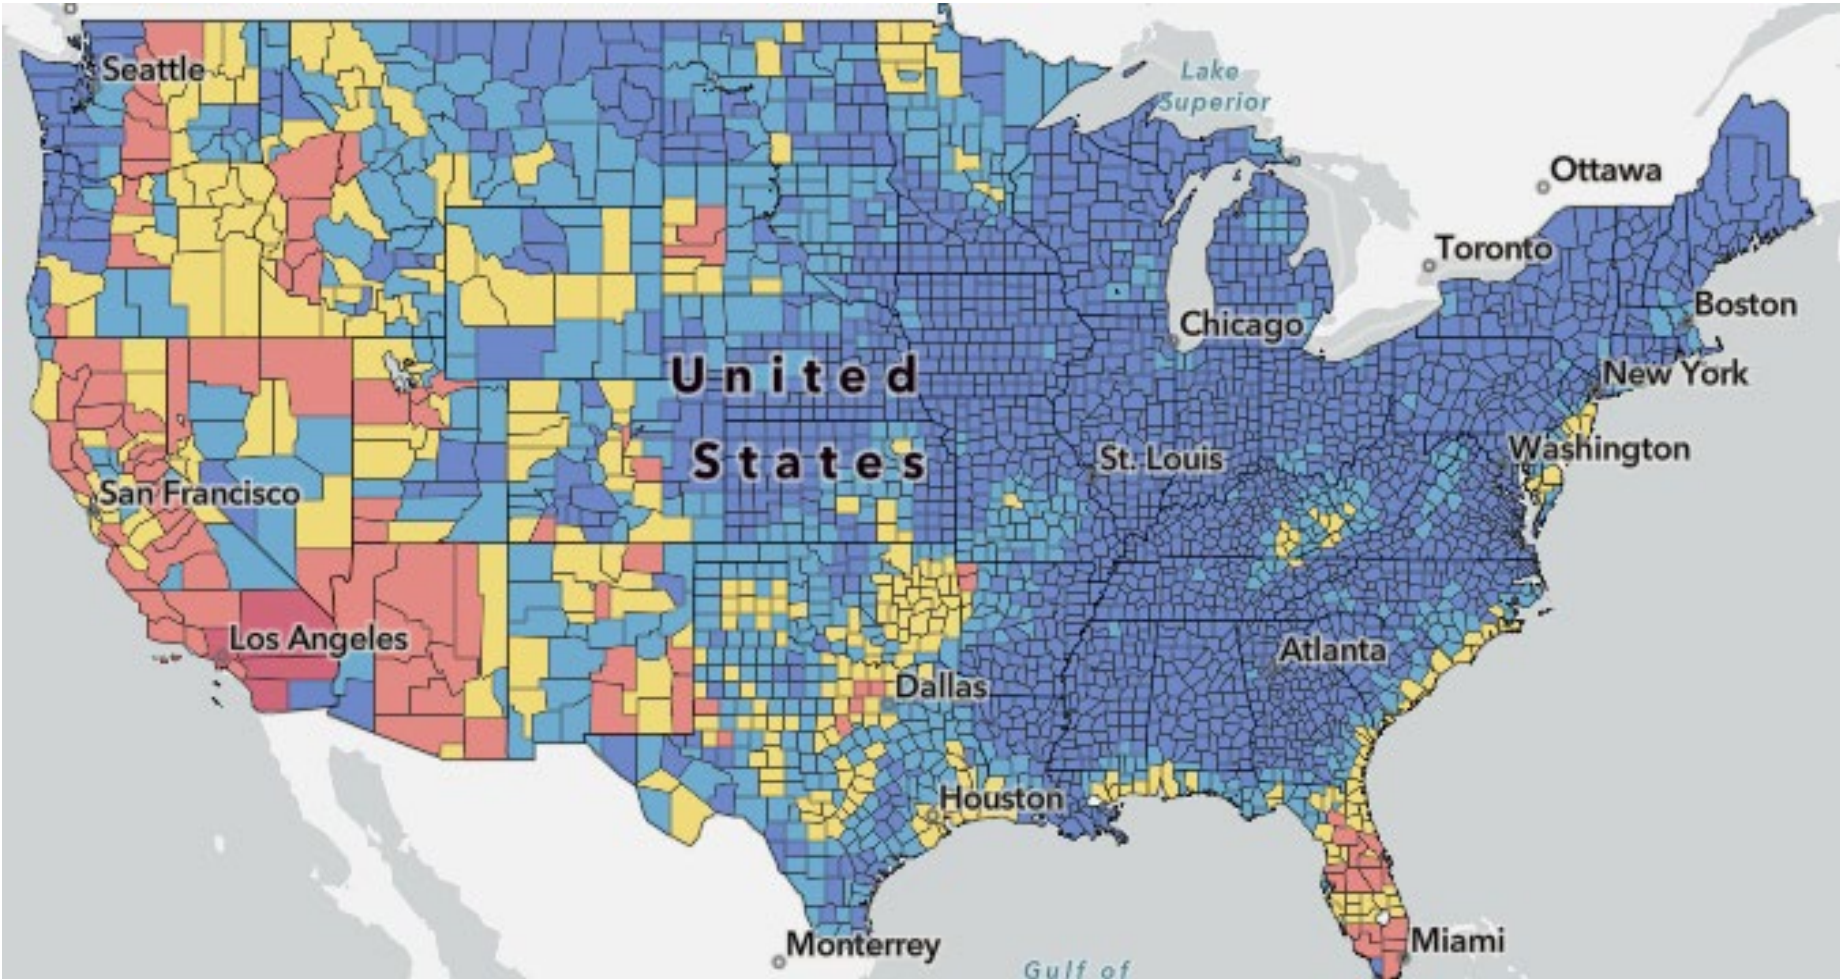 Seattle
Lake
Superior
Ottawa
Toronto
Boston
Chicago
New York
United
States
St. Louis
Washington
San Francisco
Los Angeles
Atlanta
Dallas
Houston
Monterrey
Miami
Gulf of